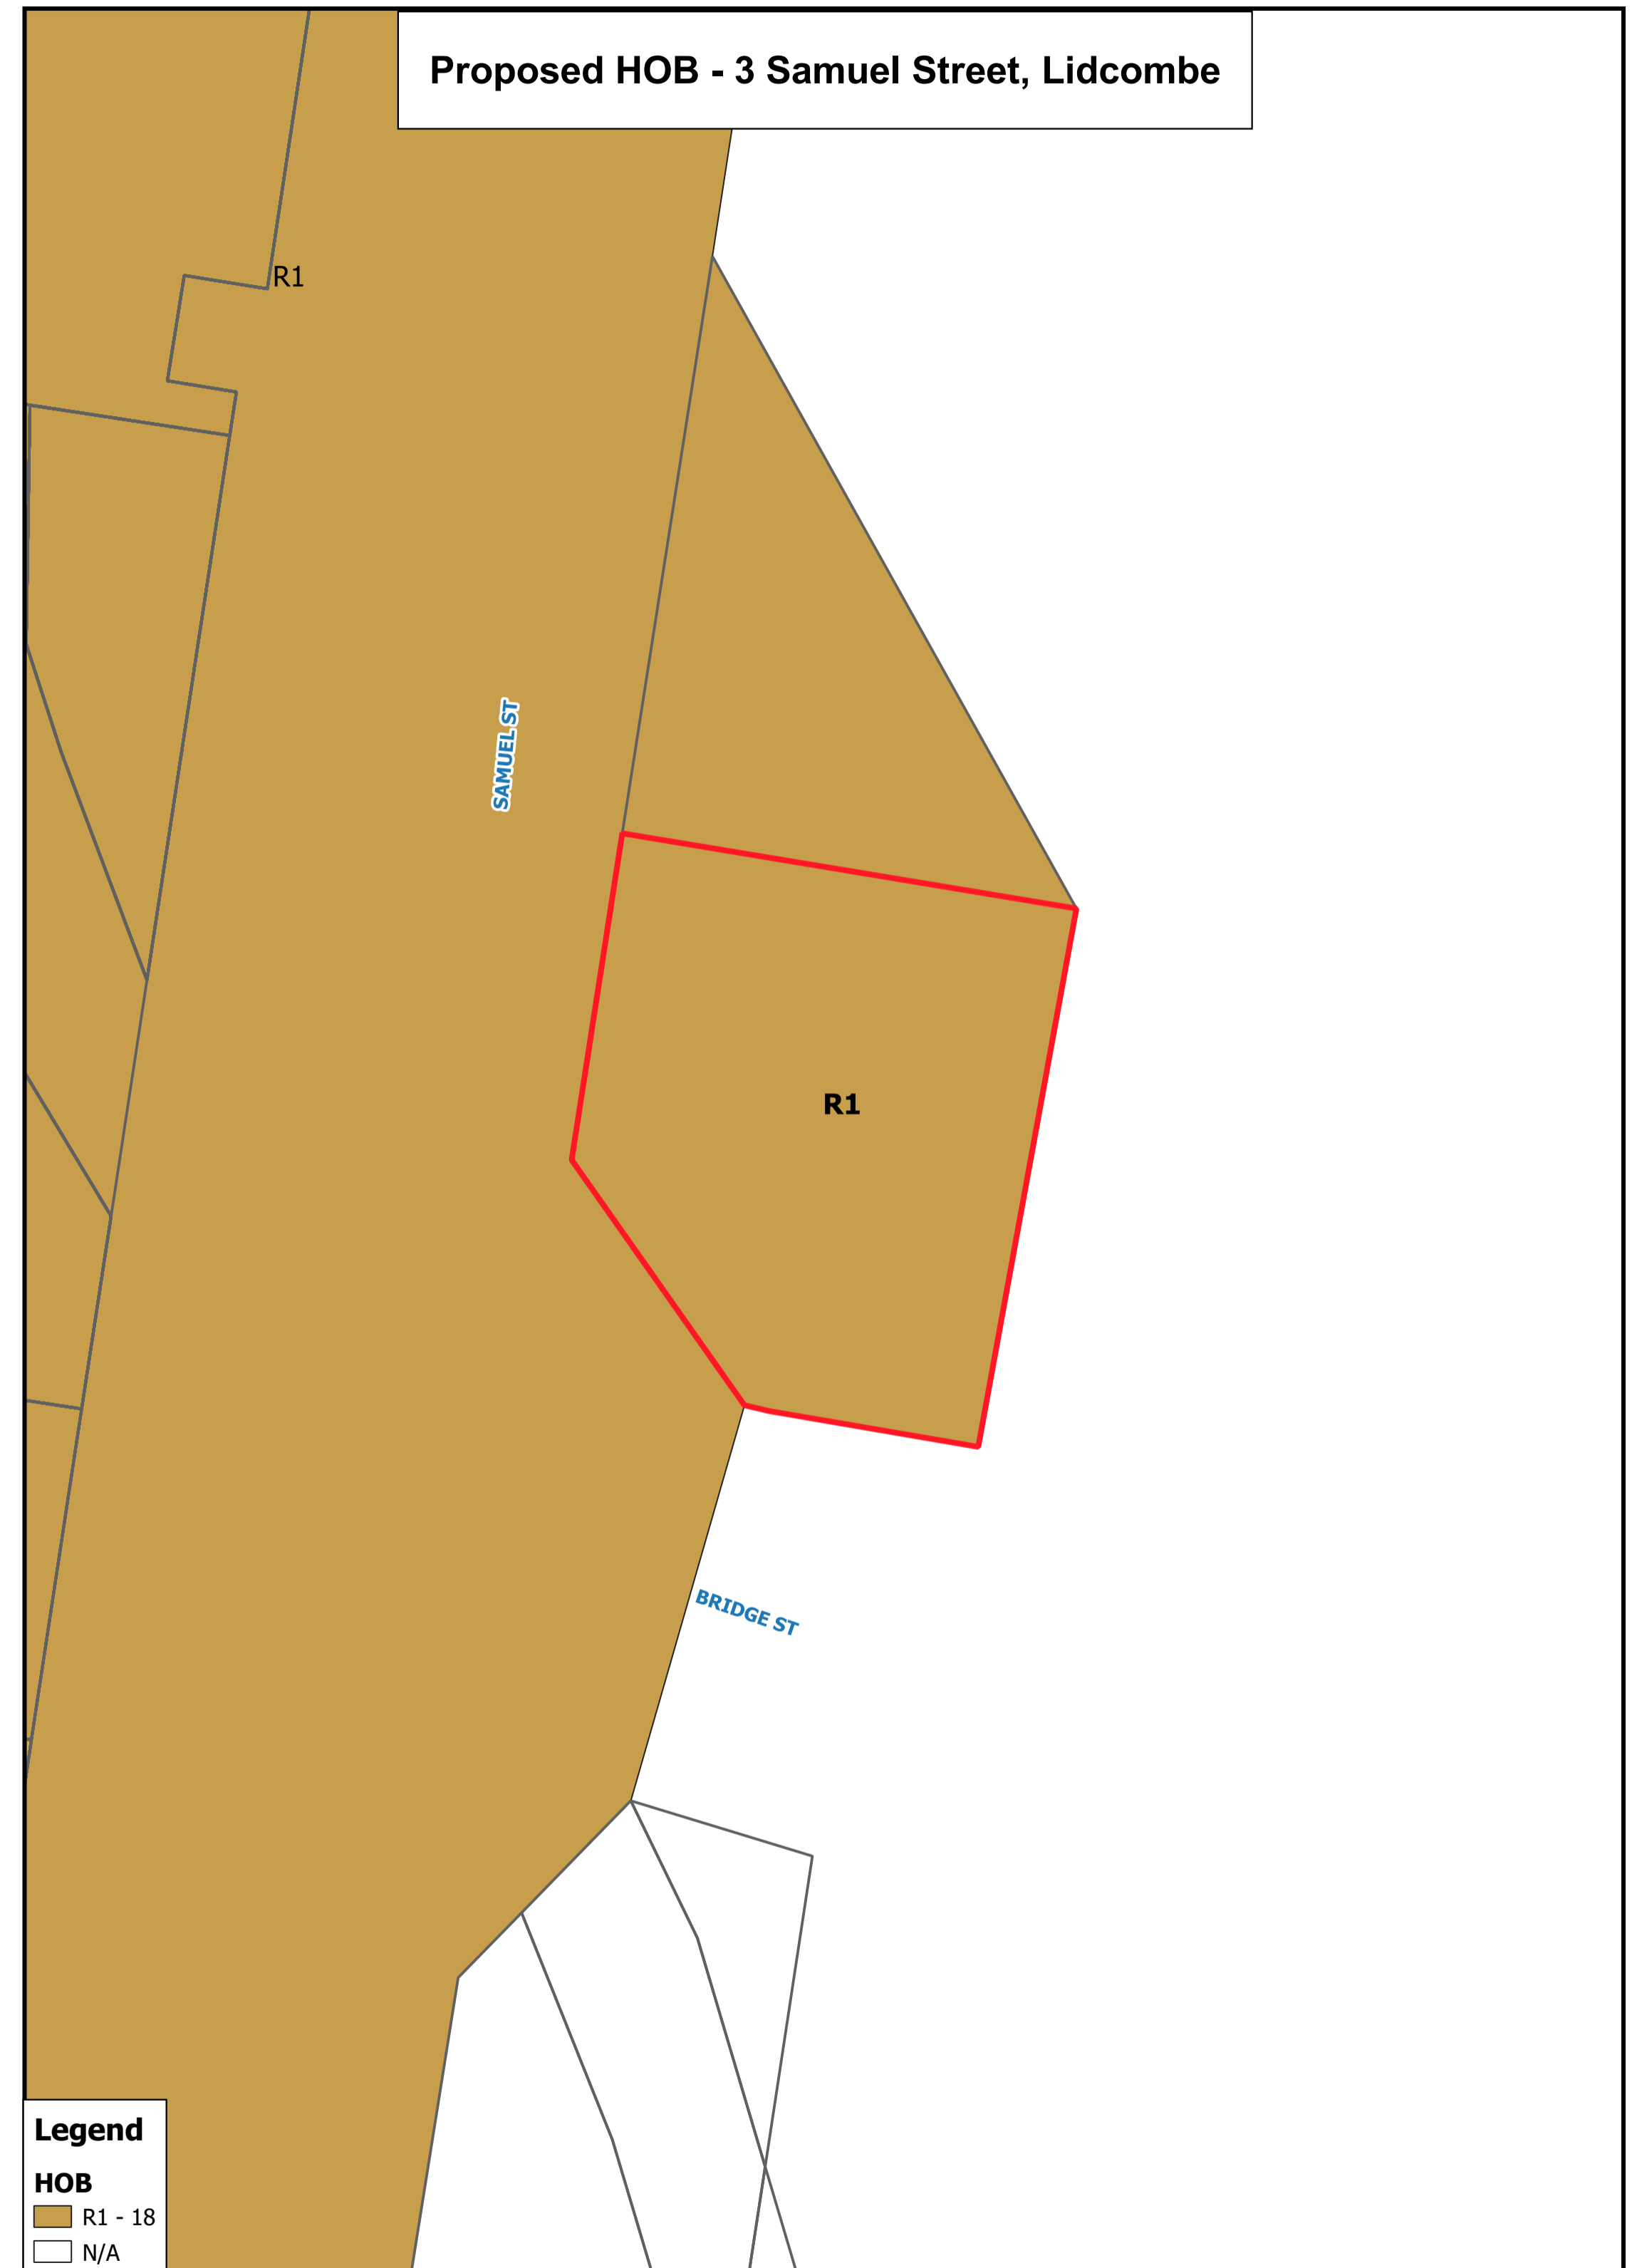 Proposed HOB - 3 Samuel Street, Lidcombe
R1
SAMUEL ST
R1
BRIDGE ST
Legend
HOB
R1 - 18
N/A